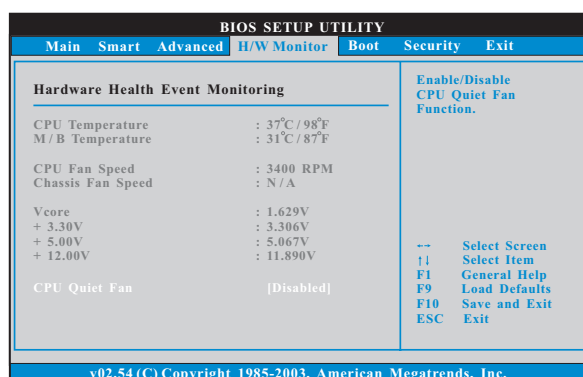 BIOS SETUP UTILITY
Main Smart Advanced H/W Monitor Boot Security Exit
Hardware Health Event Monitoring
CPU Temperature : 37°C / 98°F
M / B Temperature : 31°C / 87°F
CPU Fan Speed : 3400 RPM
Chassis Fan Speed : N / A
Vcore : 1.629V
+ 3.30V : 3.306V
+ 5.00V : 5.067V
+ 12.00V : 11.890V
CPU Quiet Fan [Disabled]
Enable/Disable
CPU Quiet Fan
Function.
←→ Select Screen
↑↓ Select Item
F1 General Help
F9 Load Defaults
F10 Save and Exit
ESC Exit
v02.54 (C) Copyright 1985-2003, American Megatrends, Inc.